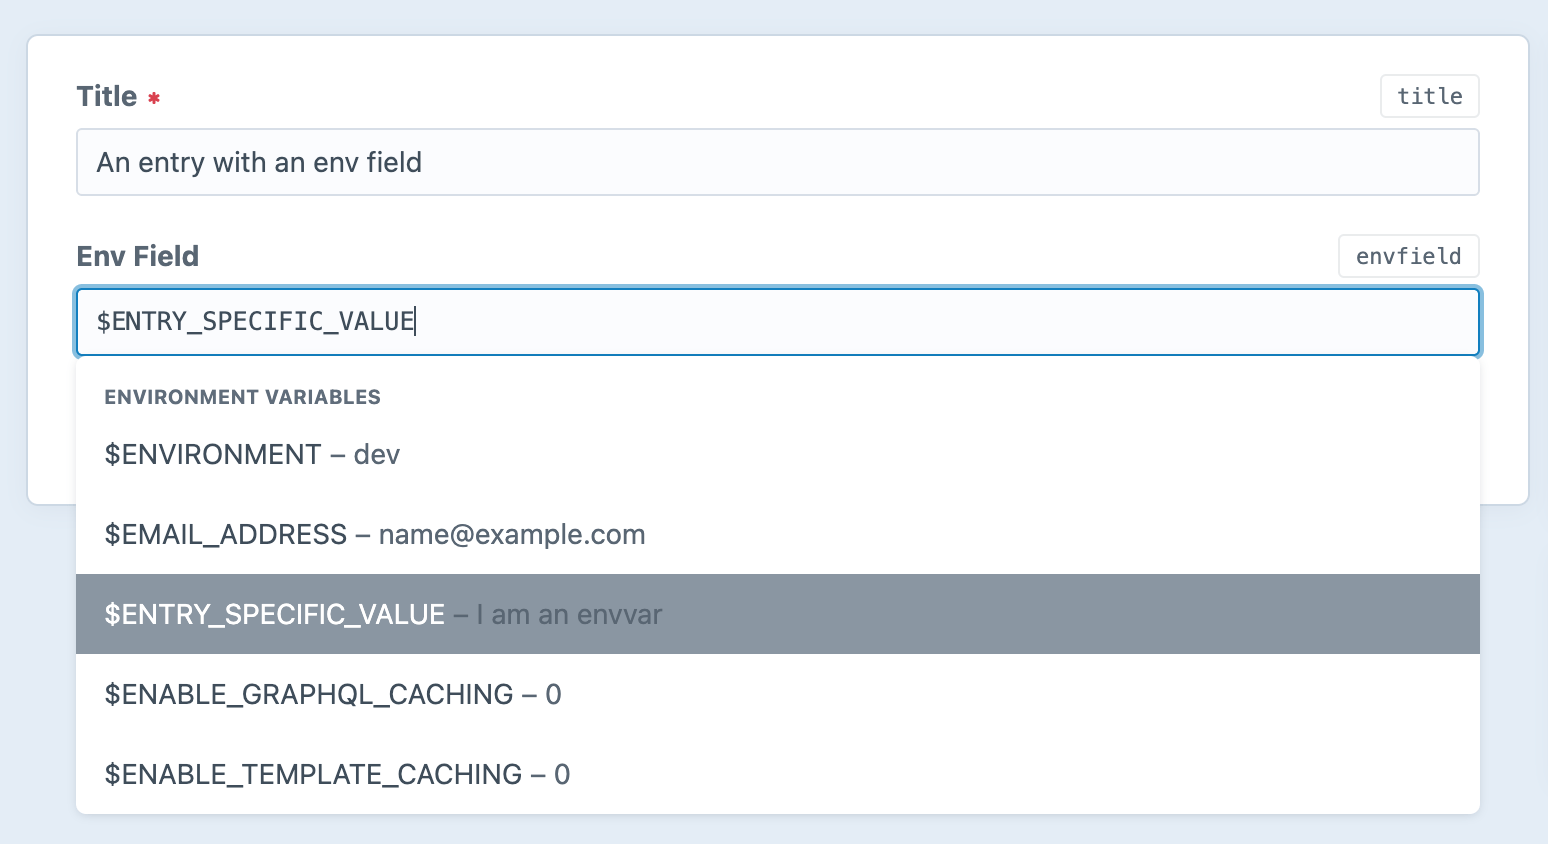 Title *
title
An entry with an env field
Env Field
envfield
$ENTRY_SPECIFIC_VALUE
ENVIRONMENT VARIABLES
$ENVIRONMENT – dev
$EMAIL_ADDRESS – name@example.com
$ENTRY_SPECIFIC_VALUE – I am an envvar
$ENABLE_GRAPHQL_CACHING – 0
$ENABLE_TEMPLATE_CACHING – 0